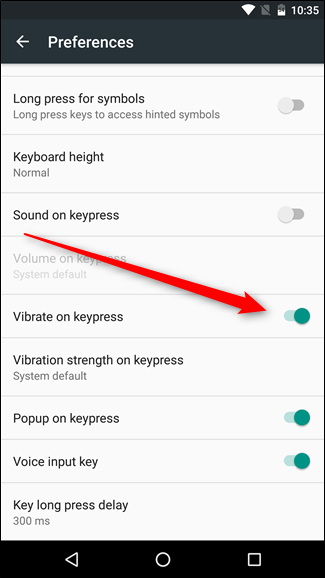 10:35
Preferences
Long press for symbols
Long press keys to access hinted symbols
Keyboard height
Normal
Sound on keypress
Volume on keypress
System default
Vibrate on keypress
Vibration strength on keypress
System default
Popup on keypress
Voice input key
Key long press delay
300 ms